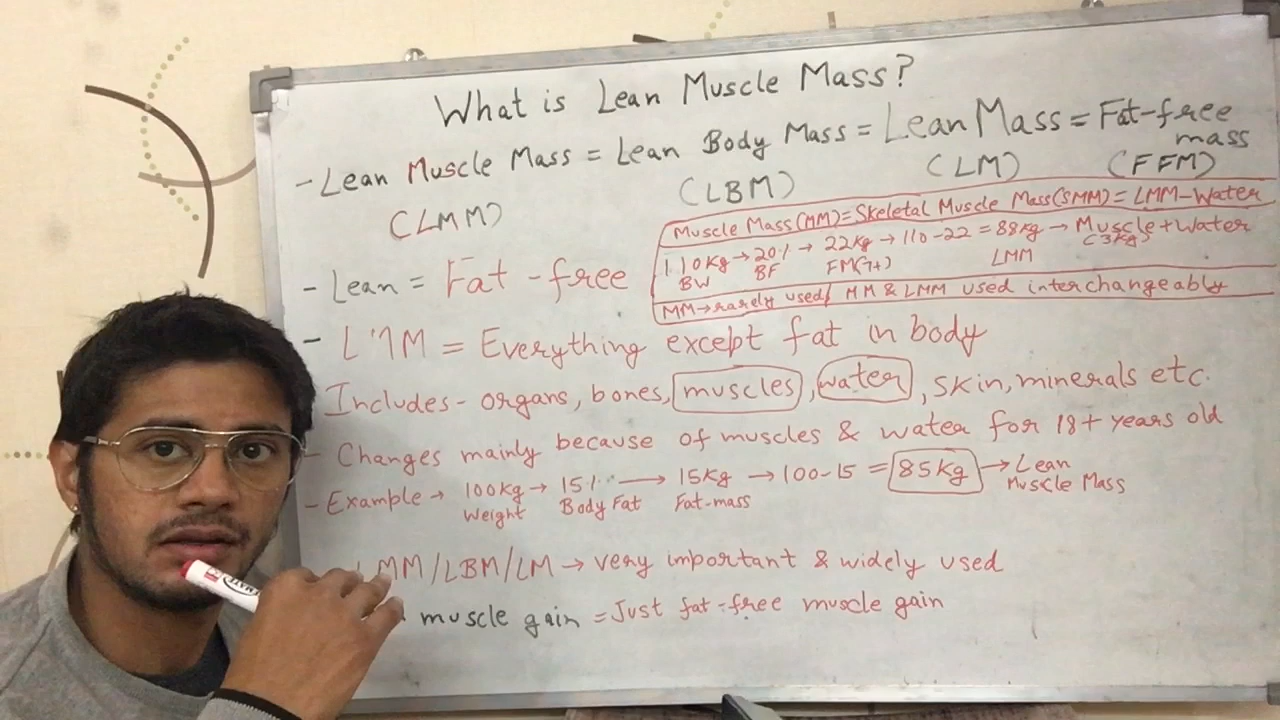 What is Lean Muscle Mass?
- Lean Muscle Mass = Lean Body Mass = Lean Mass = Fat-free mass
(LMM) (LBM) (LM) (FFM)
Muscle Mass(MM)=Skeletal Muscle Mass(SMM)= LMM-Water
110Kg → 20% → 22Kg → 110-22 = 88Kg → Muscle+Water
BW BF FM(7+) LMM (3Kg)
MM→rarely used/ MM & LMM used interchangeably
- Lean = Fat-free
- LMM = Everything except fat in body
Includes- organs, bones, muscles, water, skin, minerals etc.
- Changes mainly because of muscles & water for 18+ years old
- Example → 100Kg → 15% → 15Kg → 100-15 = 85Kg → Lean Muscle Mass
Weight Body Fat Fat-mass
LMM/LBM/LM → very important & widely used
muscle gain = Just fat-free muscle gain